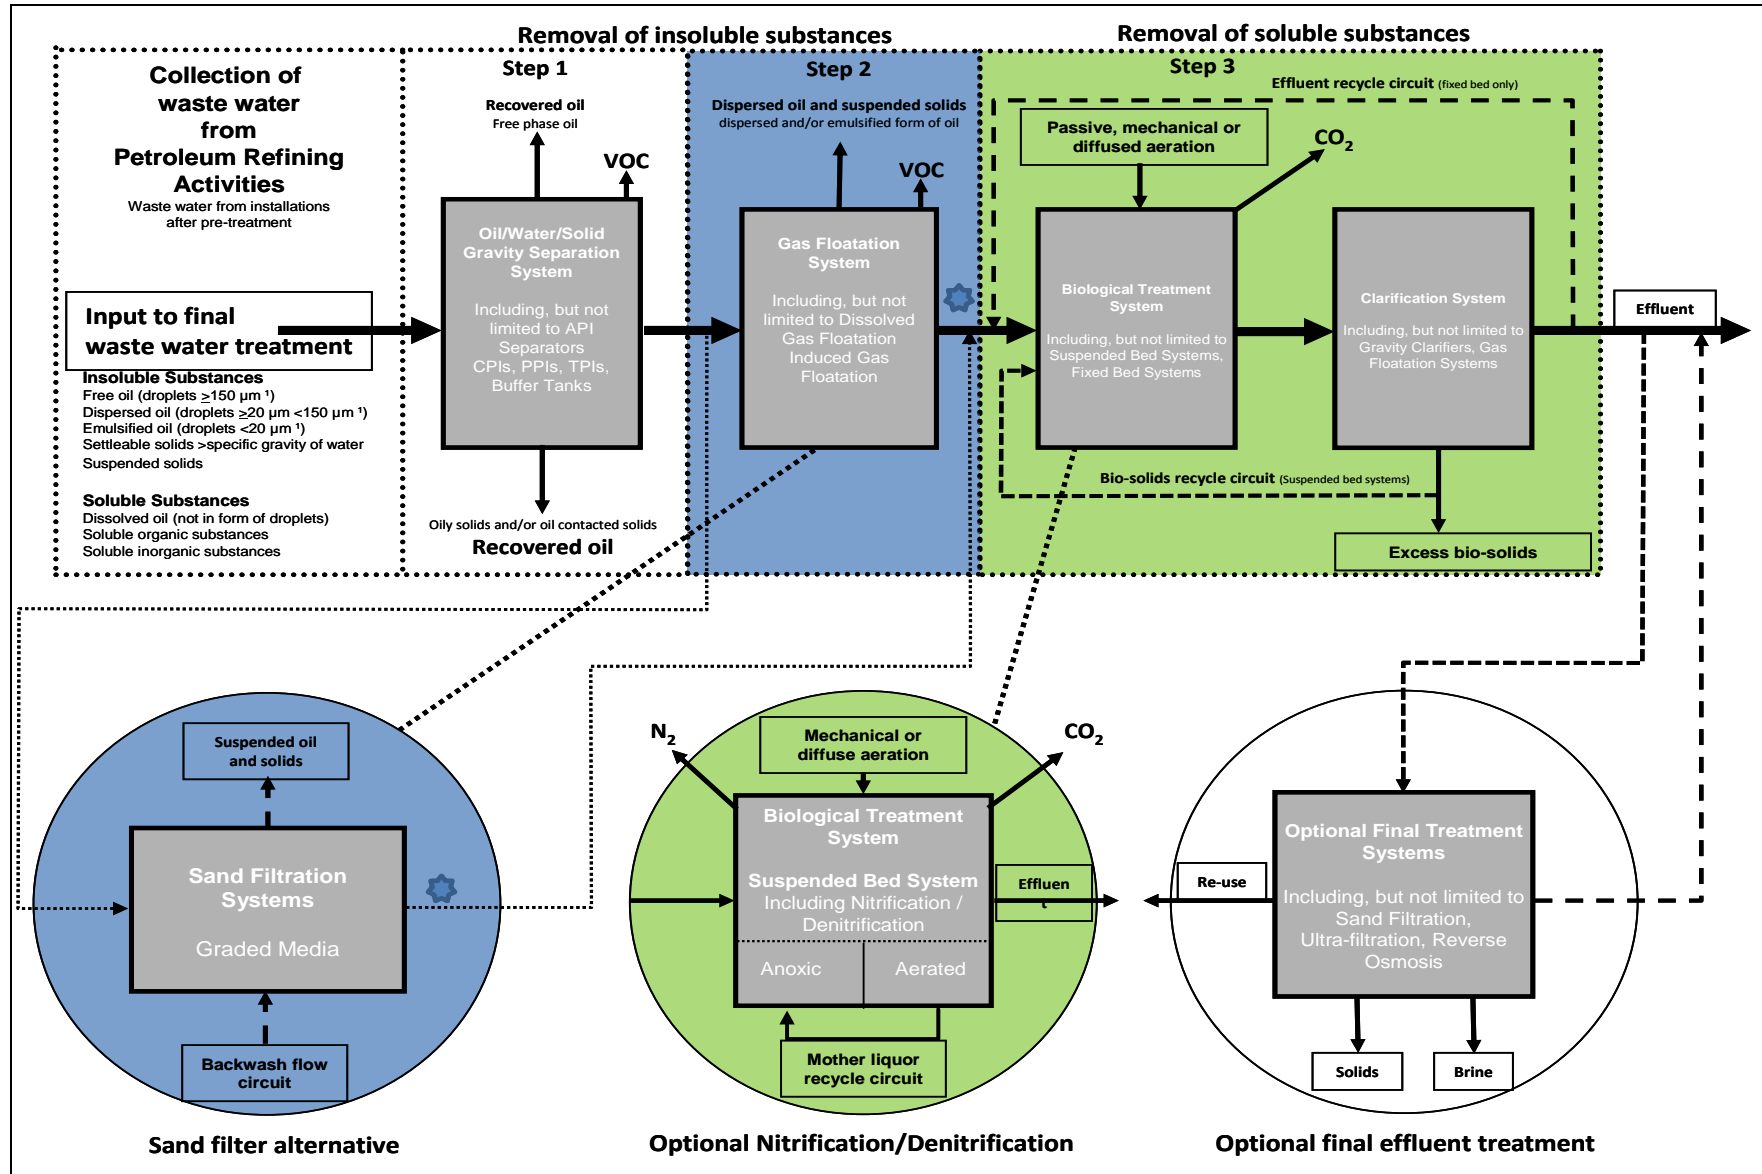 Removal of insoluble substances
Removal of soluble substances
Collection of
waste water
from
Petroleum Refining
Activities
Waste water from installations
after pre-treatment
Input to final
waste water treatment
Insoluble Substances
Free oil (droplets ≥150 µm ¹)
Dispersed oil (droplets ≥20 µm <150 µm ¹)
Emulsified oil (droplets <20 µm ¹)
Settleable solids >specific gravity of water
Suspended solids
Soluble Substances
Dissolved oil (not in form of droplets)
Soluble organic substances
Soluble inorganic substances
Step 1
Recovered oil
Free phase oil
VOC
Oil/Water/Solid
Gravity Separation
System
Including, but not
limited to API
Separators
CPIs, PPIs, TPIs,
Buffer Tanks
Oily solids and/or oil contacted solids
Recovered oil
Step 2
Dispersed oil and suspended solids
dispersed and/or emulsified form of oil
VOC
Gas Floatation
System
Including, but not
limited to Dissolved
Gas Floatation
Induced Gas
Floatation
Step 3
Effluent recycle circuit (fixed bed only)
Passive, mechanical or
diffused aeration
CO2
Biological Treatment
System
Including, but not limited to
Suspended Bed Systems,
Fixed Bed Systems
Clarification System
Including, but not limited to
Gravity Clarifiers, Gas
Floatation Systems
Effluent
Bio-solids recycle circuit (Suspended bed systems)
Excess bio-solids
Suspended oil
and solids
Sand Filtration
Systems
Graded Media
Backwash flow
circuit
Sand filter alternative
N2
Mechanical or
diffuse aeration
CO2
Biological Treatment
System
Suspended Bed System
Including Nitrification /
Denitrification
Anoxic
Aerated
Effluen
t
Mother liquor
recycle circuit
Optional Nitrification/Denitrification
Optional Final Treatment
Systems
Including, but not limited to
Sand Filtration,
Ultra-filtration, Reverse
Osmosis
Re-use
Solids
Brine
Optional final effluent treatment